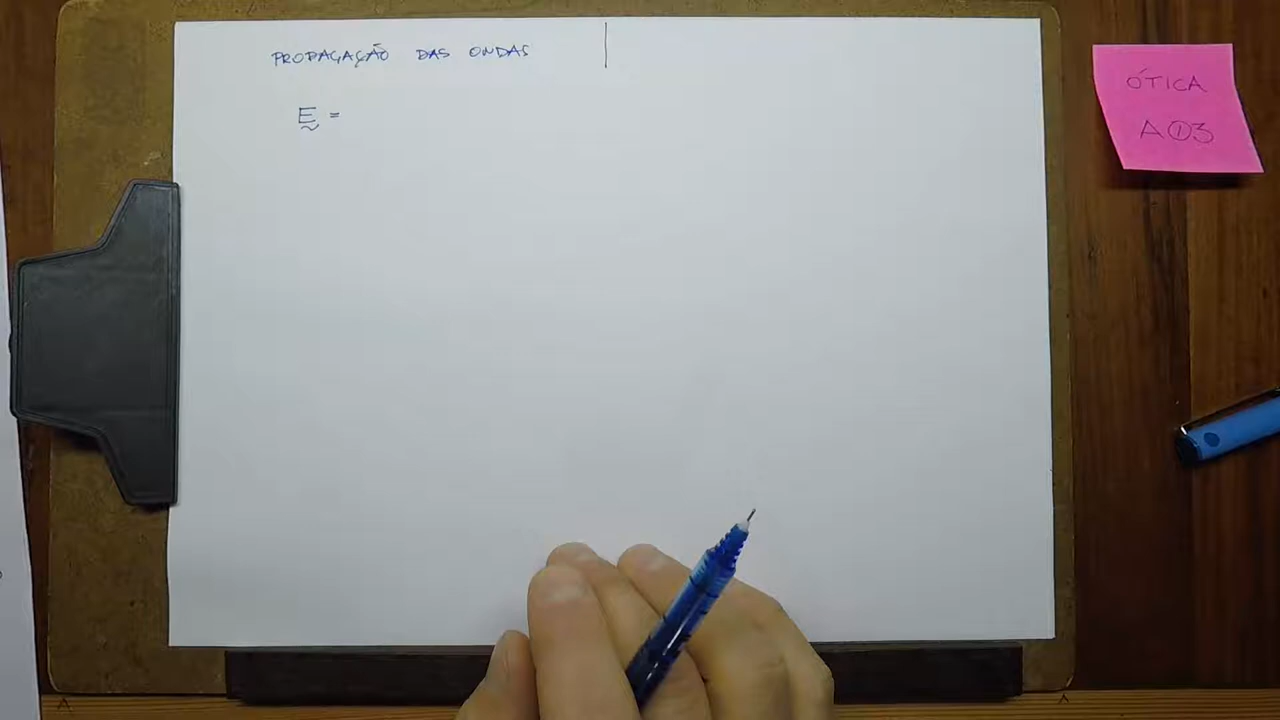 PROPAGAÇÃO DAS ONDAS
E =
ÓTICA
A03